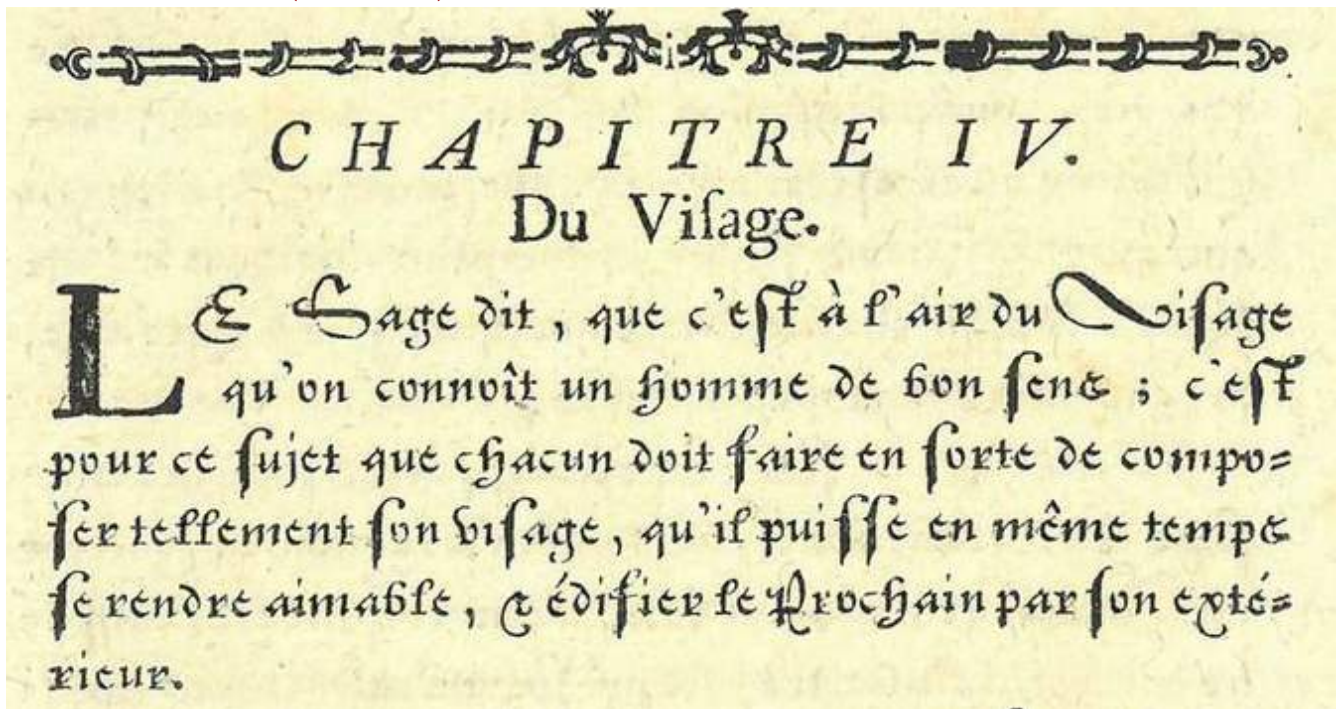 CHAPITRE IV.
Du Viſage.
LE Sage dit, que c'eſt à l'air du Viſage
qu'on connoît un homme de bon ſens; c'eſt
pour ce ſujet que chacun doit faire en ſorte de compo=
ſer tellement ſon viſage, qu'il puiſſe en même temps
ſe rendre aimable, & édifier le Prochain par ſon exté=
rieur.